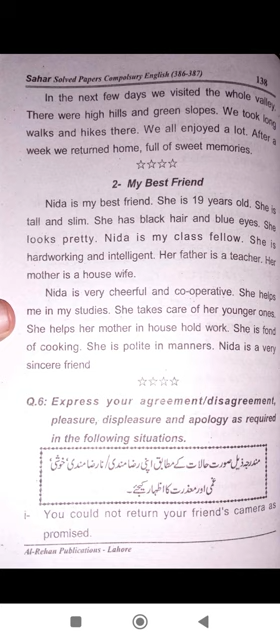 Sahar Solved Papers Compulsory English (386-387)
138
In the next few days we visited the whole valley.
There were high hills and green slopes. We took long
walks and hikes there. We all enjoyed a lot. After a
week we returned home, full of sweet memories.
☆☆☆☆
2- My Best Friend
Nida is my best friend. She is 19 years old. She is
tall and slim. She has black hair and blue eyes. She
looks pretty. Nida is my class fellow. She is
hardworking and intelligent. Her father is a teacher. Her
mother is a house wife.
Nida is very cheerful and co-operative. She helps
me in my studies. She takes care of her younger ones.
She helps her mother in house hold work. She is fond
of cooking. She is polite in manners. Nida is a very
sincere friend
☆☆☆☆
Q.6: Express your agreement/disagreement,
pleasure, displeasure and apology as required
in the following situations.
مندرجہ ذیل صورت حالات کے مطابق اپنی رضا مندی/نا رضا مندی’ خوشی’
غمی اور معذرت کا اظہار کیجئے۔
i- You could not return your friend's camera as
promised.
Al-Rehan Publications - Lahore